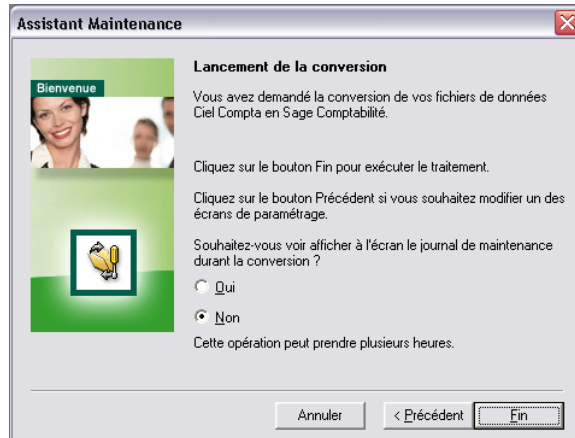 Assistant Maintenance
Bienvenue
Lancement de la conversion
Vous avez demandé la conversion de vos fichiers de données
Ciel Compta en Sage Comptabilité.
Cliquez sur le bouton Fin pour exécuter le traitement.
Cliquez sur le bouton Précédent si vous souhaitez modifier un des
écrans de paramétrage.
Souhaitez-vous voir afficher à l'écran le journal de maintenance
durant la conversion ?
Oui
Non
Cette opération peut prendre plusieurs heures.
Annuler
< Précédent
Fin